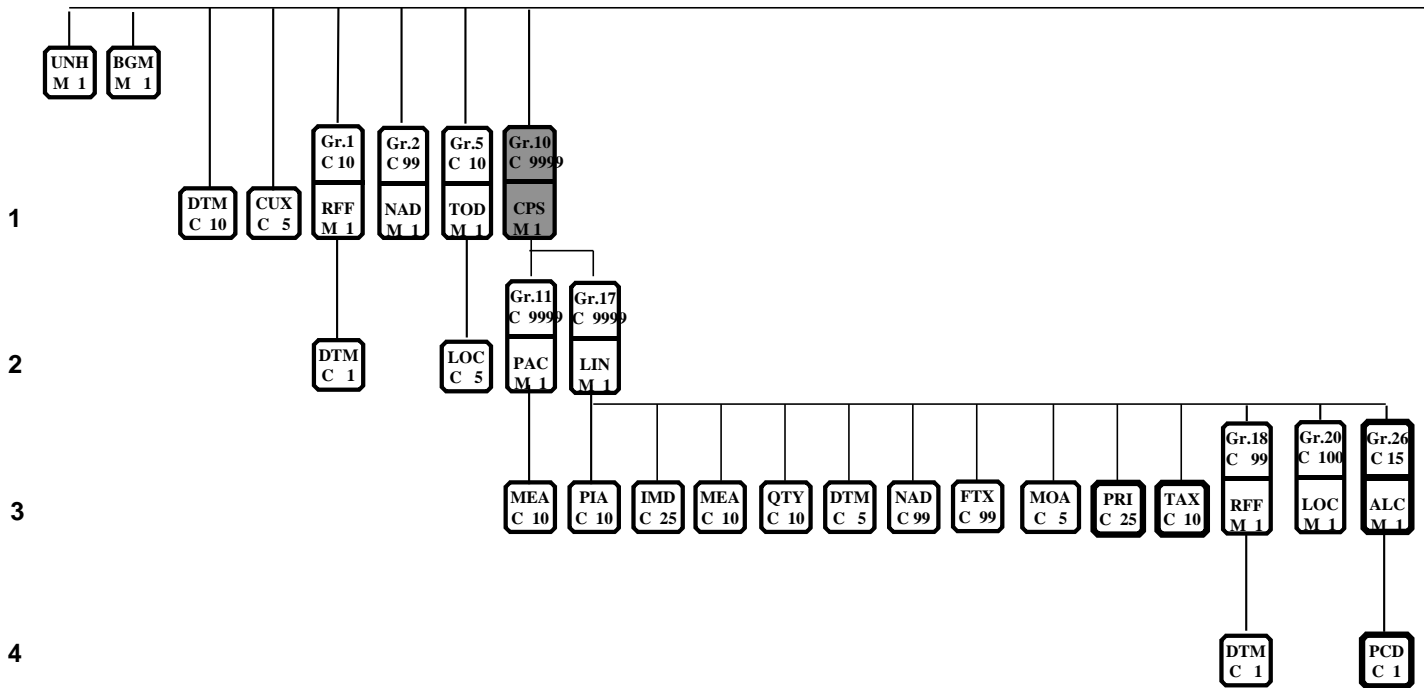 UNH BGM
M 1 M 1
Gr.1 Gr.2 Gr.5 Gr.10
C 10 C 99 C 10 C 9999
1
DTM CUX RFF NAD TOD CPS
C 10 C 5 M 1 M 1 M 1 M 1
Gr.11 Gr.17
C 9999 C 9999
2
DTM LOC PAC LIN
C 1 C 5 M 1 M 1
Gr.18 Gr.20 Gr.26
C 99 C 100 C 15
3
MEA PIA IMD MEA QTY DTM NAD FTX MOA PRI TAX RFF LOC ALC
C 10 C 10 C 25 C 10 C 10 C 5 C 99 C 99 C 5 C 25 C 10 M 1 M 1 M 1
4
DTM PCD
C 1 C 1